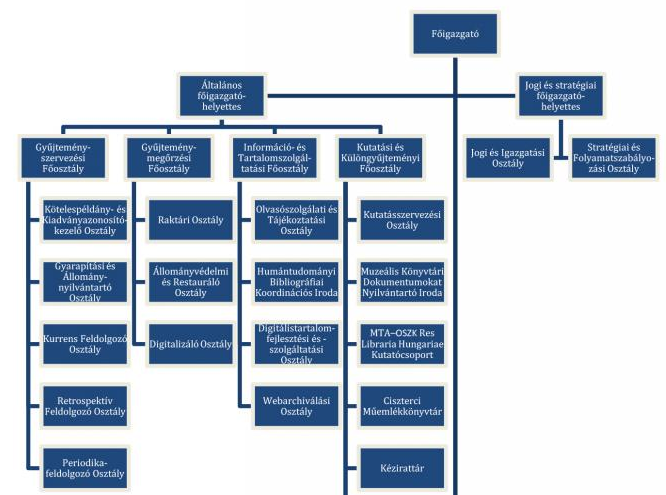 Főigazgató
Általános
főigazgató-
helyettes
Jogi és stratégiai
főigazgató-
helyettes
Gyűjtemény-
szervezési
Főosztály
Gyűjtemény-
megőrzési
Főosztály
Információ- és
Tartalomszolgál-
tatási Főosztály
Kutatási és
Különgyűjteményi
Főosztály
Jogi és Igazgatási
Osztály
Stratégiai és
Folyamatszabályo-
zási Osztály
Kötelespéldány- és
Kiadványazonosító-
kezelő Osztály
Raktári Osztály
Olvasószolgálati és
Tájékoztatási
Osztály
Kutatásszervezési
Osztály
Gyarapítási és
Állomány-
nyilvántartó
Osztály
Állományvédelmi
és Restauráló
Osztály
Humántudományi
Bibliográfiai
Koordinációs Iroda
Muzeális Könyvtári
Dokumentumokat
Nyilvántartó Iroda
Kurrens Feldolgozó
Osztály
Digitalizáló Osztály
Digitálistartalom-
fejlesztési és -
szolgáltatási
Osztály
MTA–OSZK Res
Libraria Hungariae
Kutatócsoport
Retrospektív
Feldolgozó Osztály
Webarchiválási
Osztály
Ciszterci
Műemlékkönyvtár
Periodika-
feldolgozó Osztály
Kézirattár